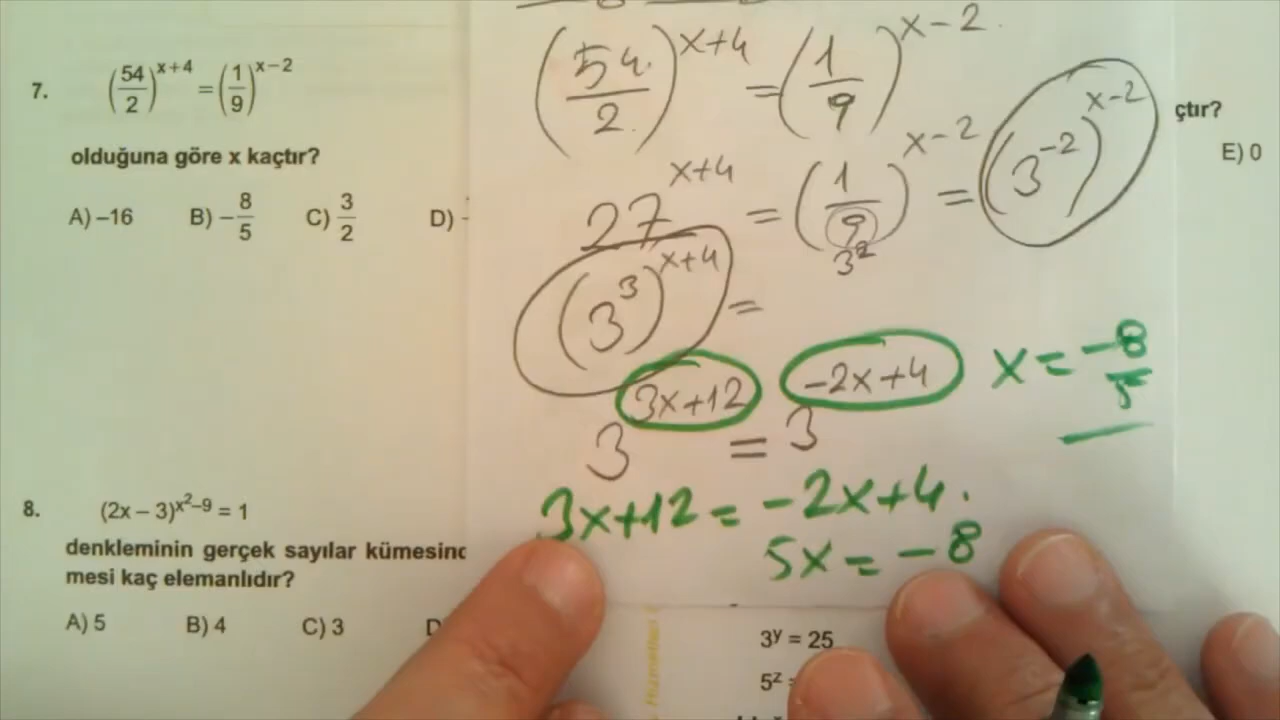 7. (54/2)^x+4 = (1/9)^x−2
olduğuna göre x kaçtır?
A) −16 B) −8/5 C) 3/2 D) -
8. (2x − 3)^x²−9 = 1
denkleminin gerçek sayılar kümesinc
mesi kaç elemanlıdır?
A) 5 B) 4 C) 3 D
(54/2)^x+4 = (1/9)^x−2
27^x+4 = (1/9)^x−2 = (3^−2)^x−2
3²
(3³)^x+4 =
3^3x+12 = 3^−2x+4
x = −8/5
3x+12 = −2x+4.
5x = −8
çtır?
E) 0
3^y = 25
5^z =